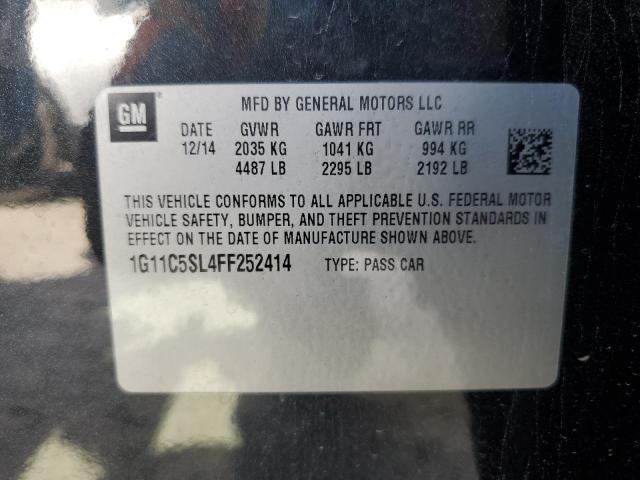 GM
MFD BY GENERAL MOTORS LLC
DATE GVWR GAWR FRT GAWR RR
12/14 2035 KG 1041 KG 994 KG
4487 LB 2295 LB 2192 LB
THIS VEHICLE CONFORMS TO ALL APPLICABLE U.S. FEDERAL MOTOR
VEHICLE SAFETY, BUMPER, AND THEFT PREVENTION STANDARDS IN
EFFECT ON THE DATE OF MANUFACTURE SHOWN ABOVE.
1G11C5SL4FF252414 TYPE: PASS CAR